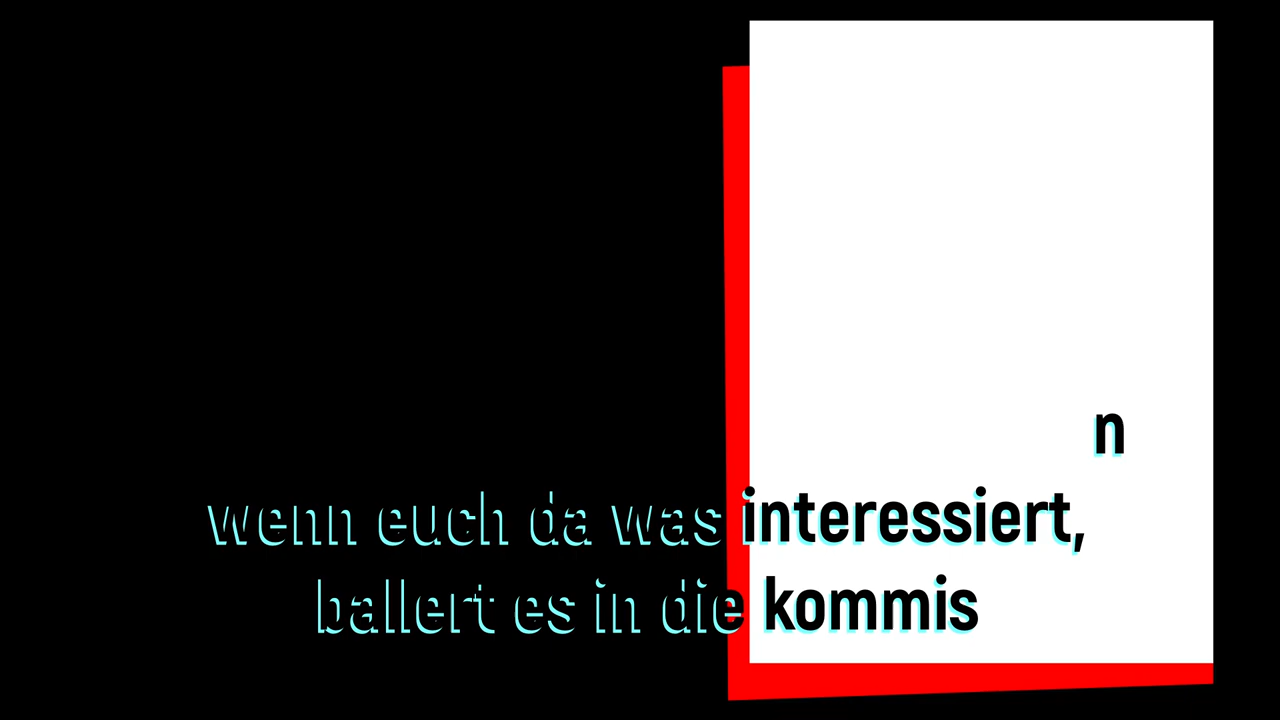 n
wenn euch da was interessiert,
ballert es in die kommis